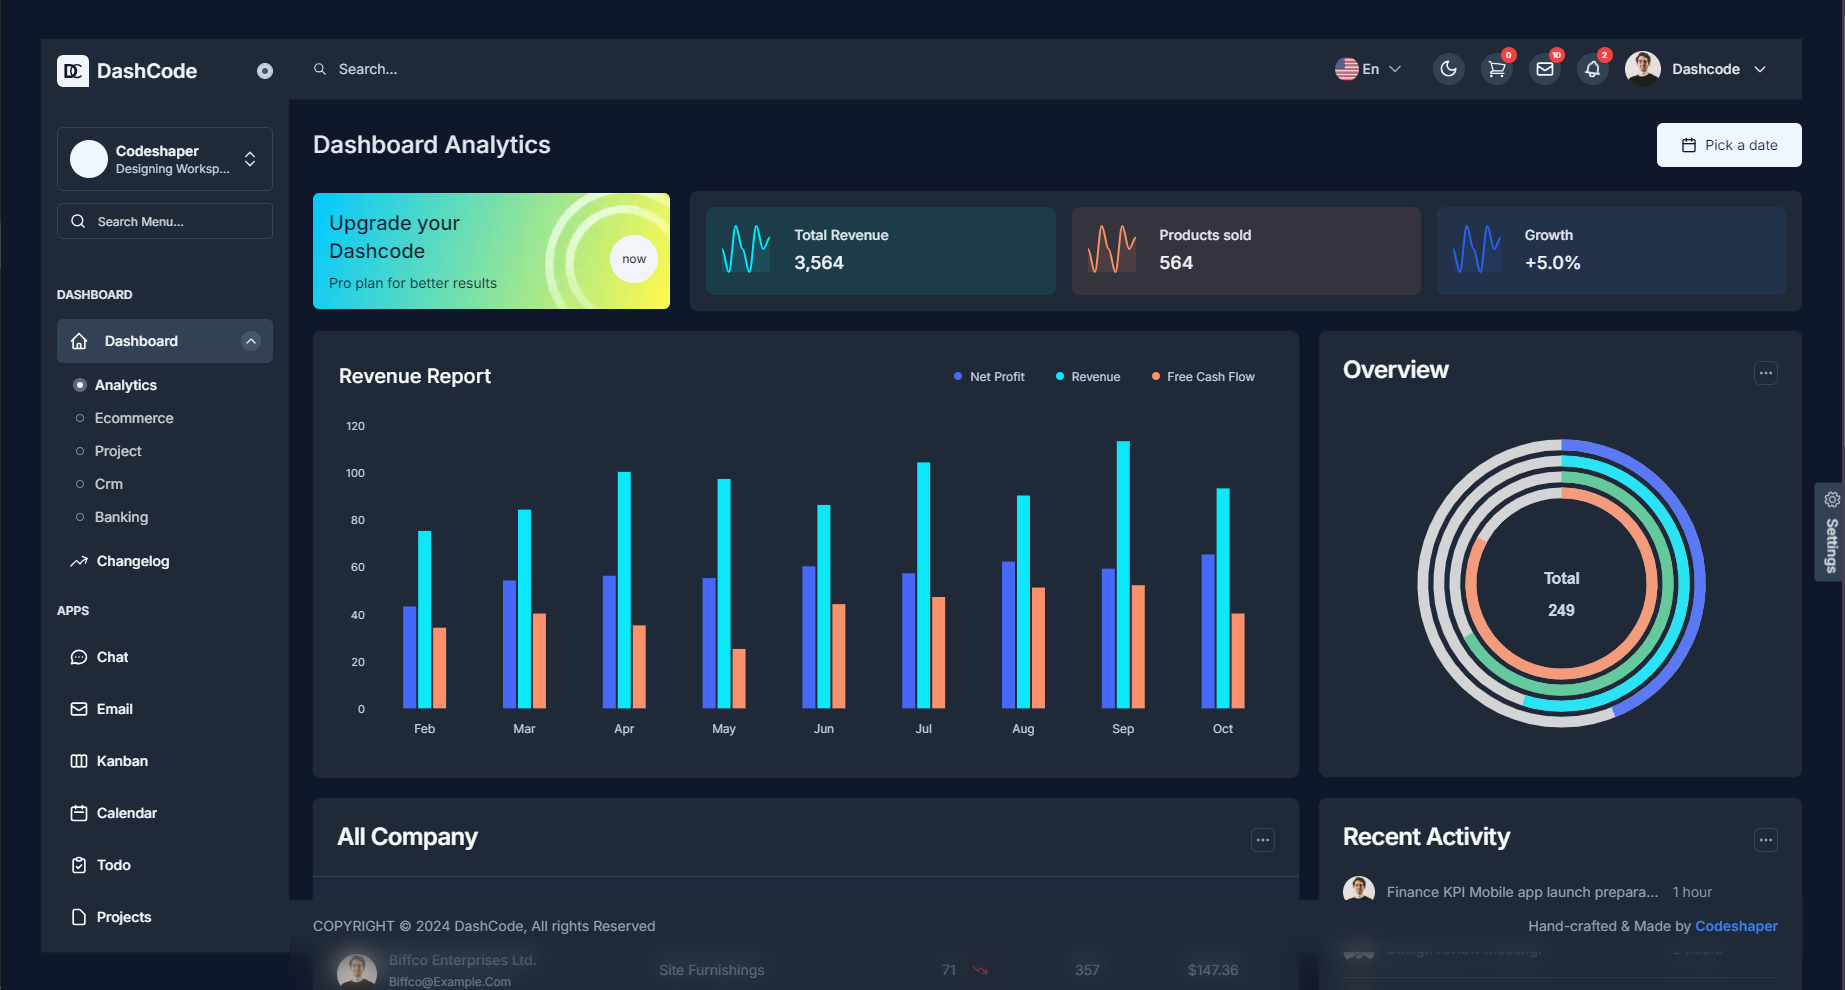 DC DashCode
Search...
En
0
10
2
Dashcode
Codeshaper
Designing Worksp...
Search Menu...
DASHBOARD
Dashboard
Analytics
Ecommerce
Project
Crm
Banking
Changelog
APPS
Chat
Email
Kanban
Calendar
Todo
Projects
Dashboard Analytics
Pick a date
Upgrade your
Dashcode
Pro plan for better results
now
Total Revenue
3,564
Products sold
564
Growth
+5.0%
Revenue Report
Net Profit Revenue Free Cash Flow
120
100
80
60
40
20
0
Feb Mar Apr May Jun Jul Aug Sep Oct
Overview
...
Total
249
Settings
All Company
...
Recent Activity
...
Finance KPI Mobile app launch prepara... 1 hour
COPYRIGHT © 2024 DashCode, All rights Reserved
Hand-crafted & Made by Codeshaper
Biffco Enterprises Ltd.
Biffco@Example.Com
Site Furnishings 71 357 $147.36